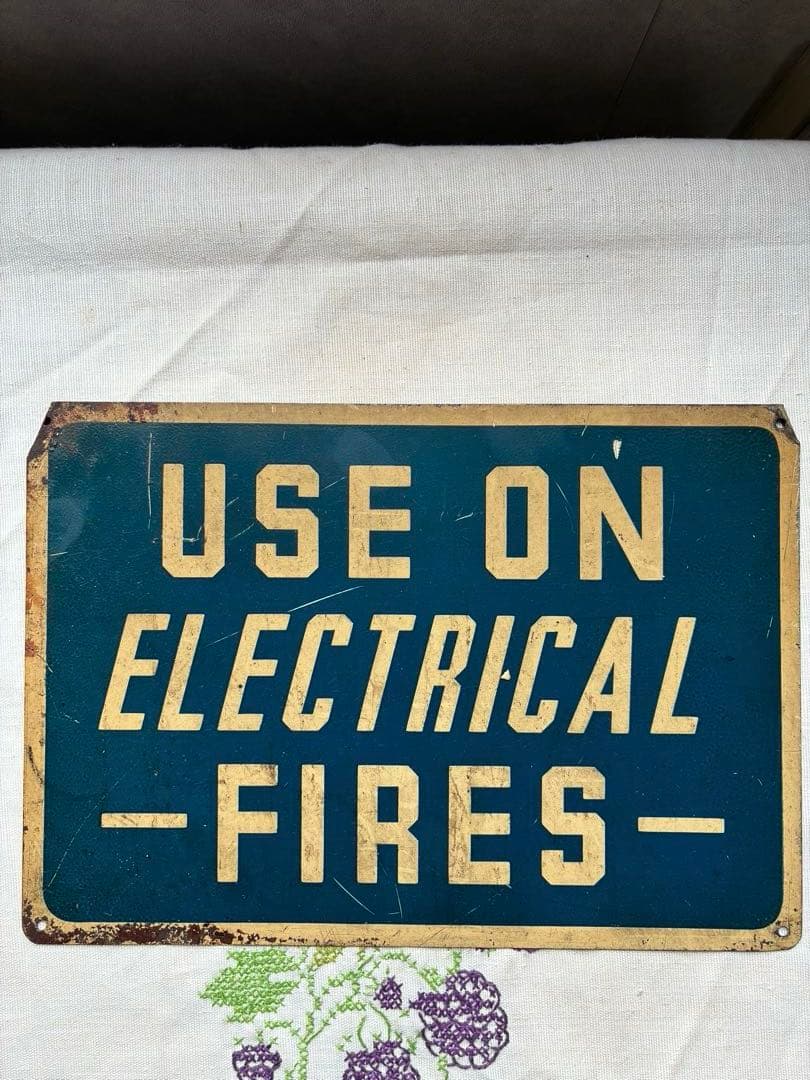 USE ON
ELECTRICAL
— FIRES —